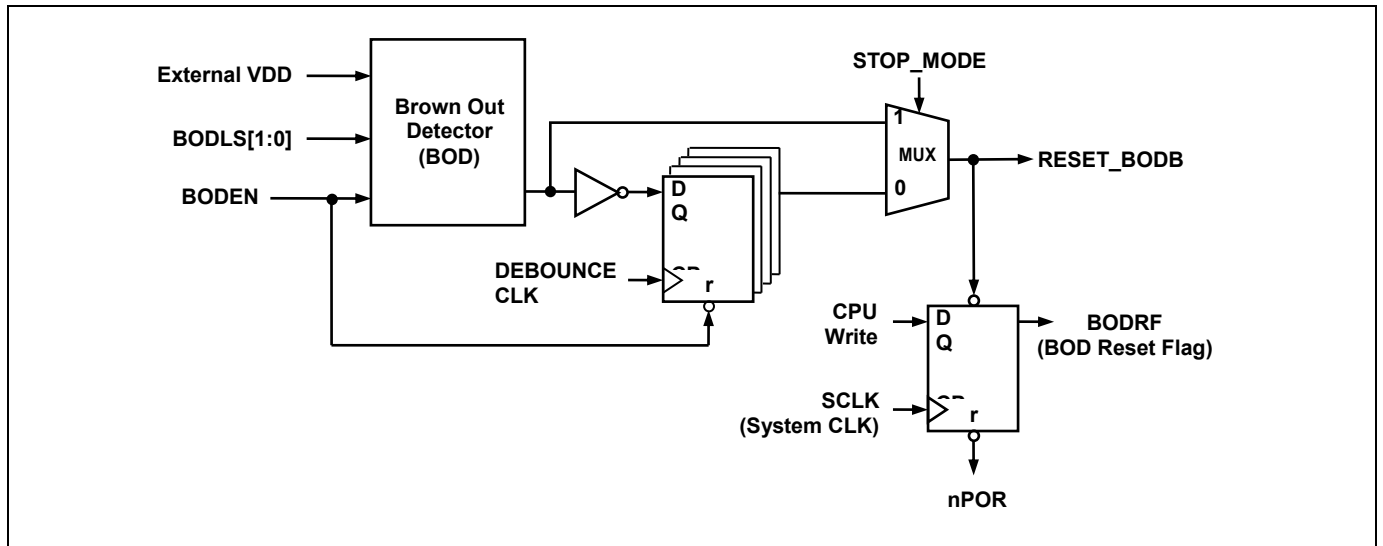 STOP_MODE
External VDD
Brown Out
Detector
(BOD)
BODLS[1:0]
BODEN
1
MUX
0
RESET_BODB
D
Q
DEBOUNCE
CLK
r
CPU
Write
D
Q
BODRF
(BOD Reset Flag)
SCLK
(System CLK)
r
nPOR